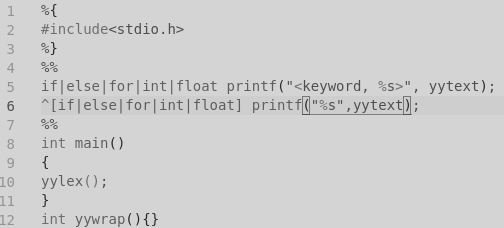 1 %{
2 #include<stdio.h>
3 %}
4 %%
5 if|else|for|int|float printf("<keyword, %s>", yytext);
6 ^[if|else|for|int|float] printf("%s",yytext);
7 %%
8 int main()
9 {
10 yylex();
11 }
12 int yywrap(){}